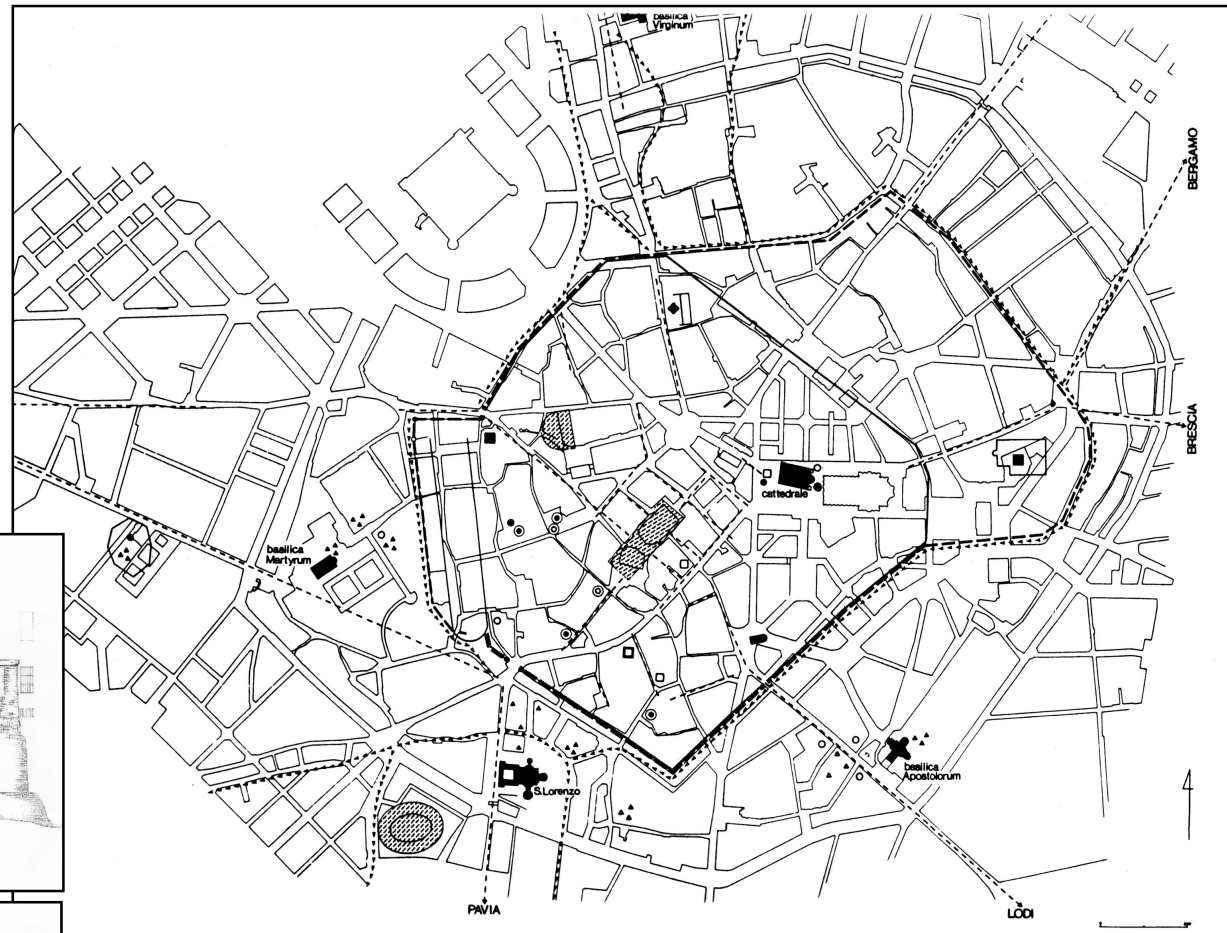 basilica
Virginum
BERGAMO
BRESCIA
cattedrale
basilica
Martyrum
S.Lorenzo
basilica
Apostolorum
PAVIA
LODI